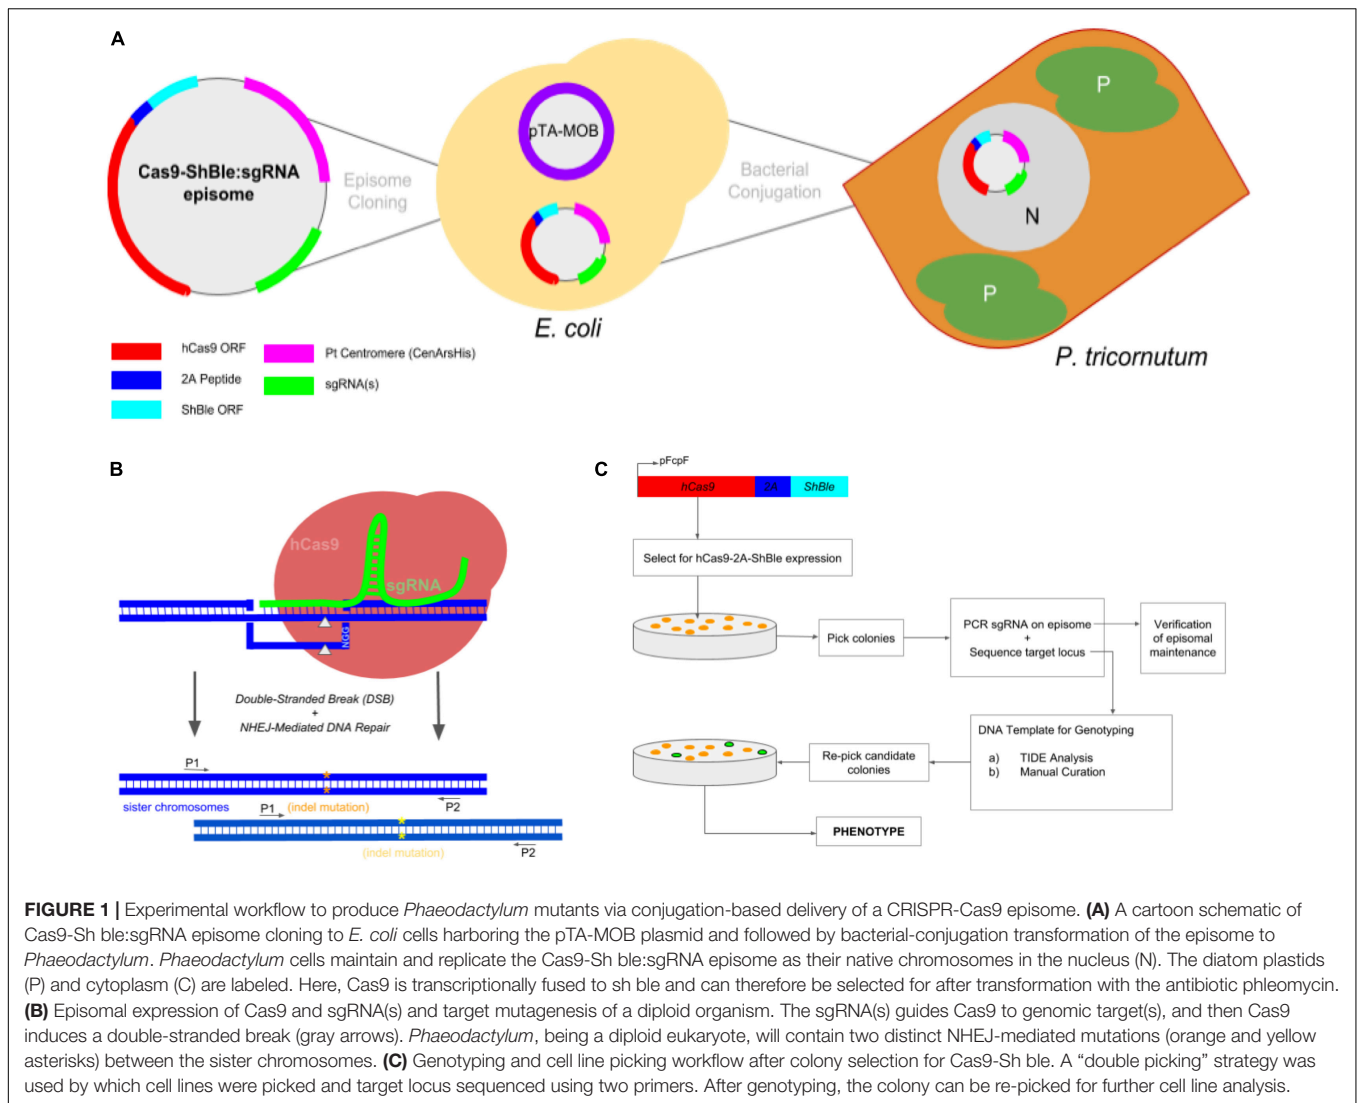 A
Cas9-ShBle:sgRNA
episome
Episome
Cloning
pTA-MOB
E. coli
Bacterial
Conjugation
P
N
P
P. tricornutum
hCas9 ORF
2A Peptide
ShBle ORF
Pt Centromere (CenArsHis)
sgRNA(s)
B
hCas9
sgRNA
NGG
Double-Stranded Break (DSB)
+
NHEJ-Mediated DNA Repair
P1
P2
sister chromosomes
(indel mutation)
P1
P2
(indel mutation)
C
pFcpF
hCas9 2A ShBle
Select for hCas9-2A-ShBle expression
Pick colonies
PCR sgRNA on episome
+
Sequence target locus
Verification
of episomal
maintenance
DNA Template for Genotyping
a) TIDE Analysis
b) Manual Curation
Re-pick candidate
colonies
PHENOTYPE
FIGURE 1 | Experimental workflow to produce Phaeodactylum mutants via conjugation-based delivery of a CRISPR-Cas9 episome. (A) A cartoon schematic of
Cas9-Sh ble:sgRNA episome cloning to E. coli cells harboring the pTA-MOB plasmid and followed by bacterial-conjugation transformation of the episome to
Phaeodactylum. Phaeodactylum cells maintain and replicate the Cas9-Sh ble:sgRNA episome as their native chromosomes in the nucleus (N). The diatom plastids
(P) and cytoplasm (C) are labeled. Here, Cas9 is transcriptionally fused to sh ble and can therefore be selected for after transformation with the antibiotic phleomycin.
(B) Episomal expression of Cas9 and sgRNA(s) and target mutagenesis of a diploid organism. The sgRNA(s) guides Cas9 to genomic target(s), and then Cas9
induces a double-stranded break (gray arrows). Phaeodactylum, being a diploid eukaryote, will contain two distinct NHEJ-mediated mutations (orange and yellow
asterisks) between the sister chromosomes. (C) Genotyping and cell line picking workflow after colony selection for Cas9-Sh ble. A “double picking” strategy was
used by which cell lines were picked and target locus sequenced using two primers. After genotyping, the colony can be re-picked for further cell line analysis.